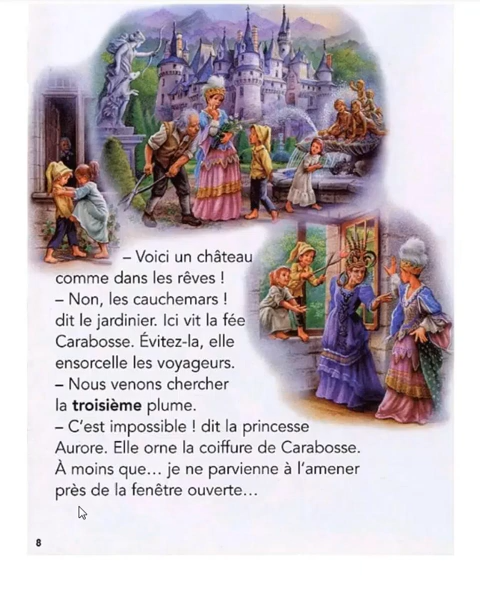 – Voici un château
comme dans les rêves !
– Non, les cauchemars !
dit le jardinier. Ici vit la fée
Carabosse. Évitez-la, elle
ensorcelle les voyageurs.
– Nous venons chercher
la troisième plume.
– C'est impossible ! dit la princesse
Aurore. Elle orne la coiffure de Carabosse.
À moins que… je ne parvienne à l'amener
près de la fenêtre ouverte…
8